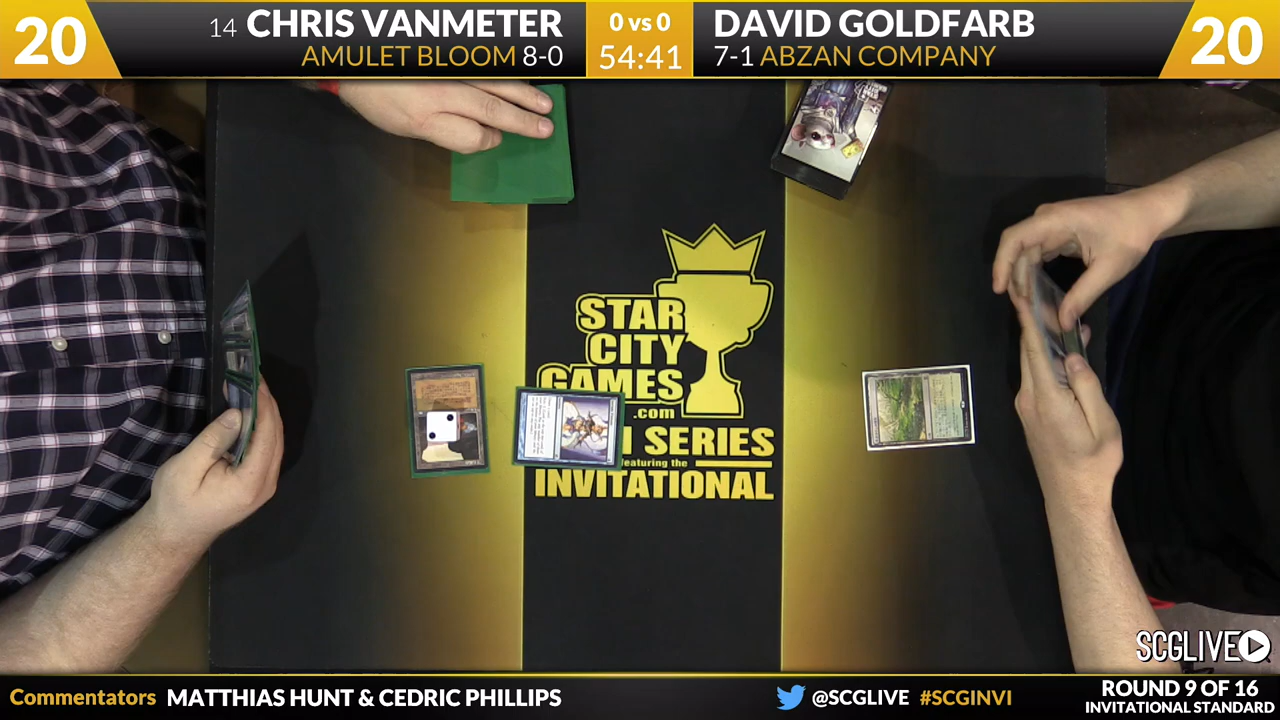 20
14 CHRIS VANMETER
AMULET BLOOM 8-0
0 vs 0
54:41
DAVID GOLDFARB
7-1 ABZAN COMPANY
20
STAR
CITY
GAMES
.com
SERIES
featuring the
INVITATIONAL
SCGLIVE
Commentators MATTHIAS HUNT & CEDRIC PHILLIPS
@SCGLIVE #SCGINVI
ROUND 9 OF 16
INVITATIONAL STANDARD